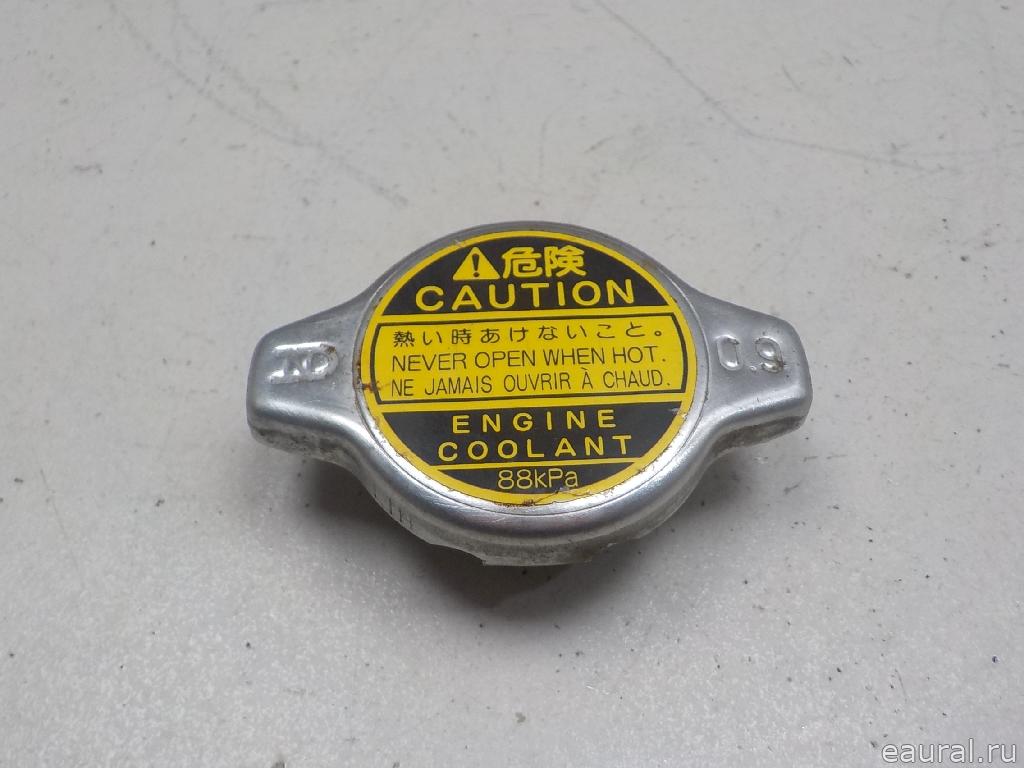 危険
CAUTION
熱い時あけないこと。
NEVER OPEN WHEN HOT.
NE JAMAIS OUVRIR À CHAUD.
ND
0.9
ENGINE
COOLANT
88kPa
eaural.ru